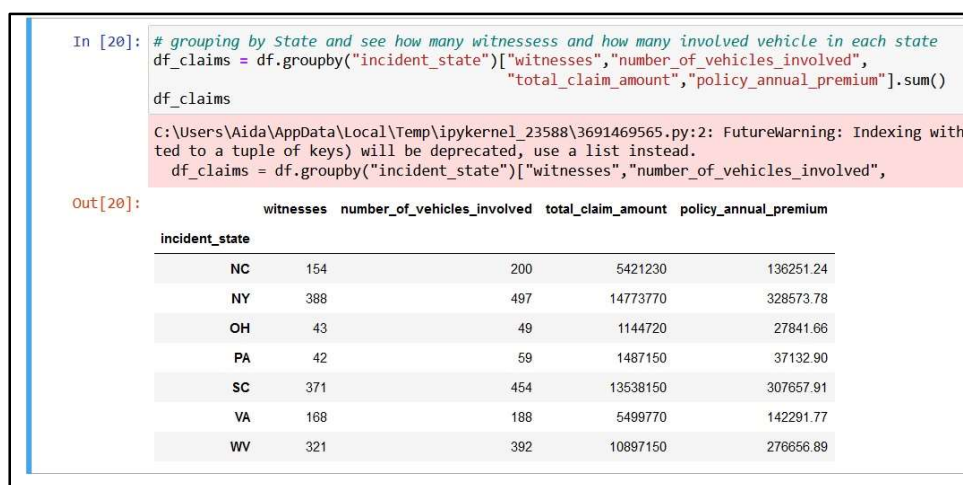 In [20]: # grouping by State and see how many witnessess and how many involved vehicle in each state
df_claims = df.groupby("incident_state")["witnesses","number_of_vehicles_involved",
"total_claim_amount","policy_annual_premium"].sum()
df_claims
C:\Users\Aida\AppData\Local\Temp\ipykernel_23588\3691469565.py:2: FutureWarning: Indexing with
ted to a tuple of keys) will be deprecated, use a list instead.
df_claims = df.groupby("incident_state")["witnesses","number_of_vehicles_involved",
Out[20]:
witnesses number_of_vehicles_involved total_claim_amount policy_annual_premium
incident_state
NC 154 200 5421230 136251.24
NY 388 497 14773770 328573.78
OH 43 49 1144720 27841.66
PA 42 59 1487150 37132.90
SC 371 454 13538150 307657.91
VA 168 188 5499770 142291.77
WV 321 392 10897150 276656.89